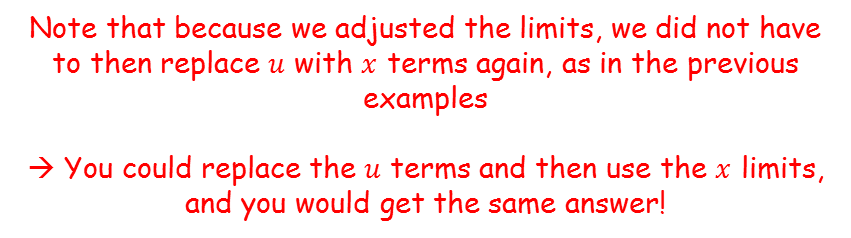 Note that because we adjusted the limits, we did not have
to then replace 𝑢 with 𝑥 terms again, as in the previous
examples
→ You could replace the 𝑢 terms and then use the 𝑥 limits,
and you would get the same answer!